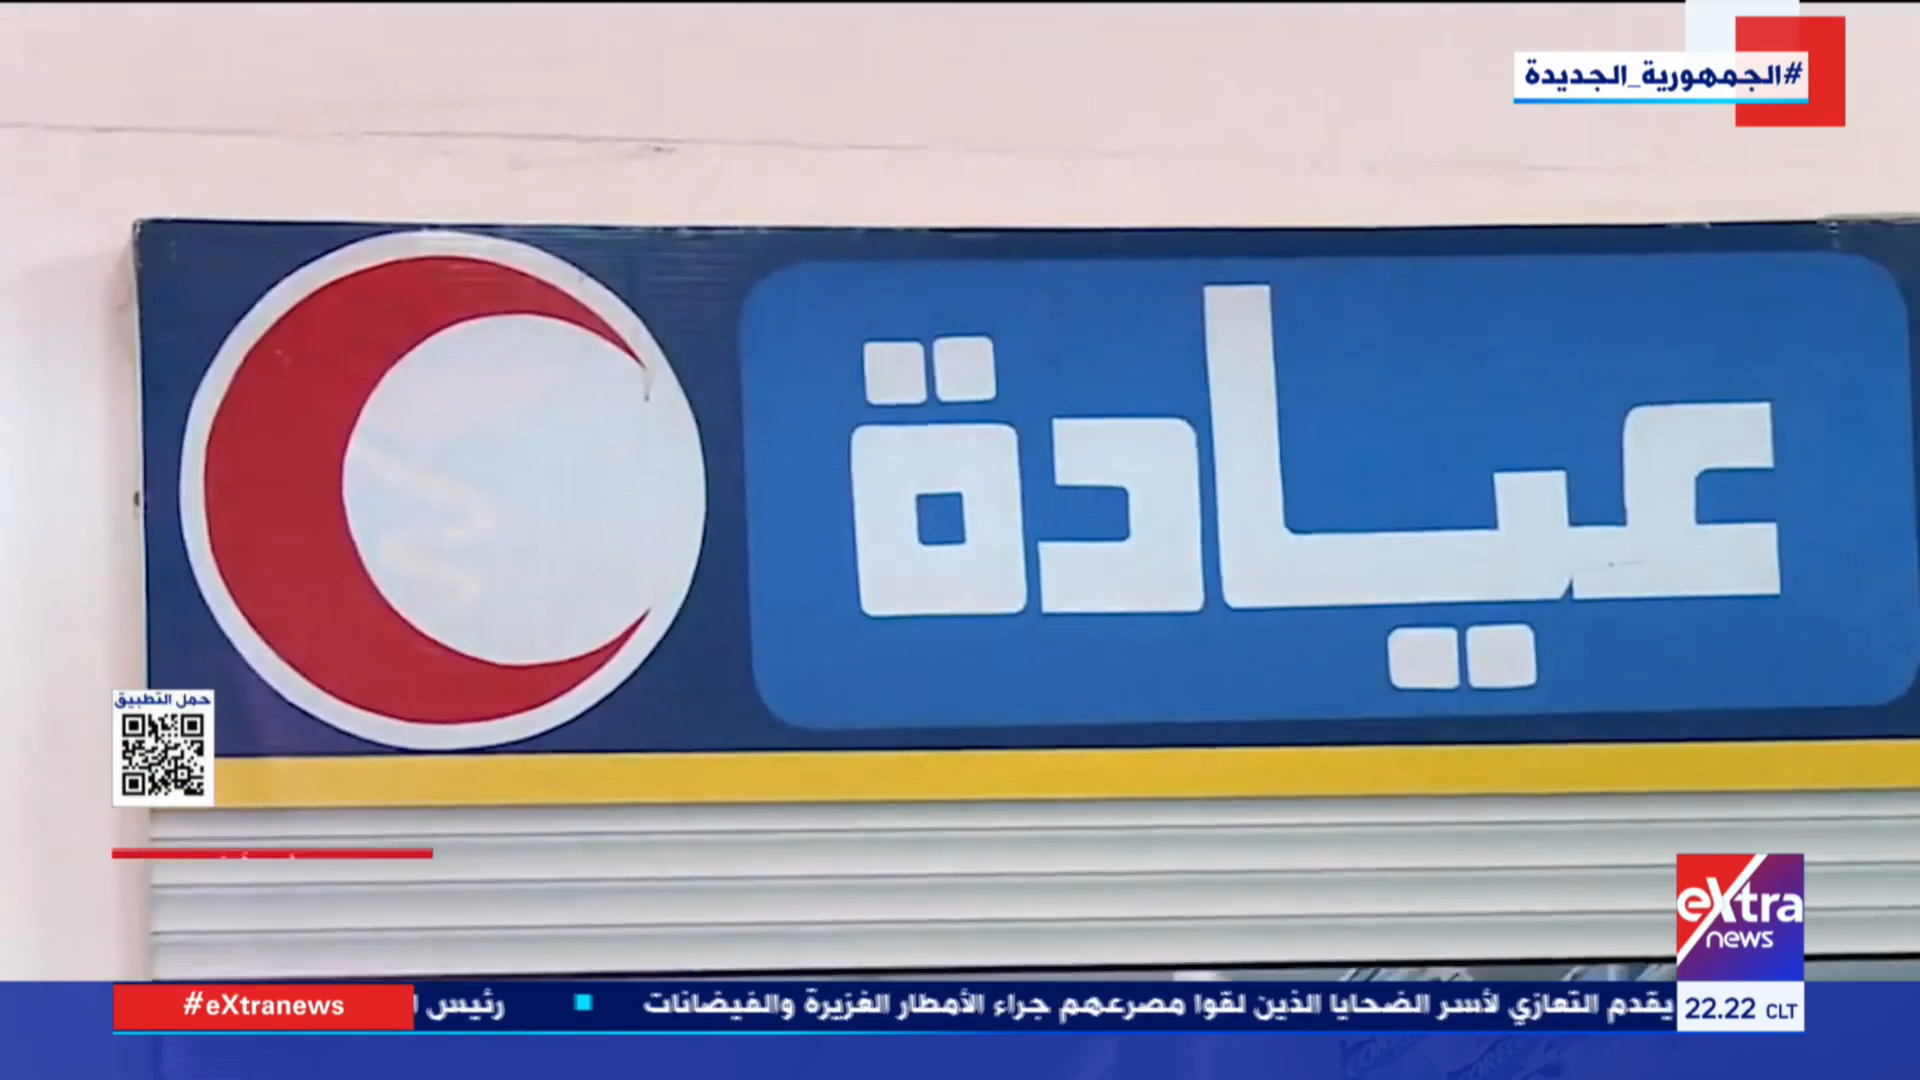 #الجمهورية_الجديدة
عيادة
حمل التطبيق
eXtra
news
يقدم التعازي لأسر الضحايا الذين لقوا مصرعهم جراء الأمطار الغزيرة والفيضانات
رئيس
#eXtranews
22.22 CLT